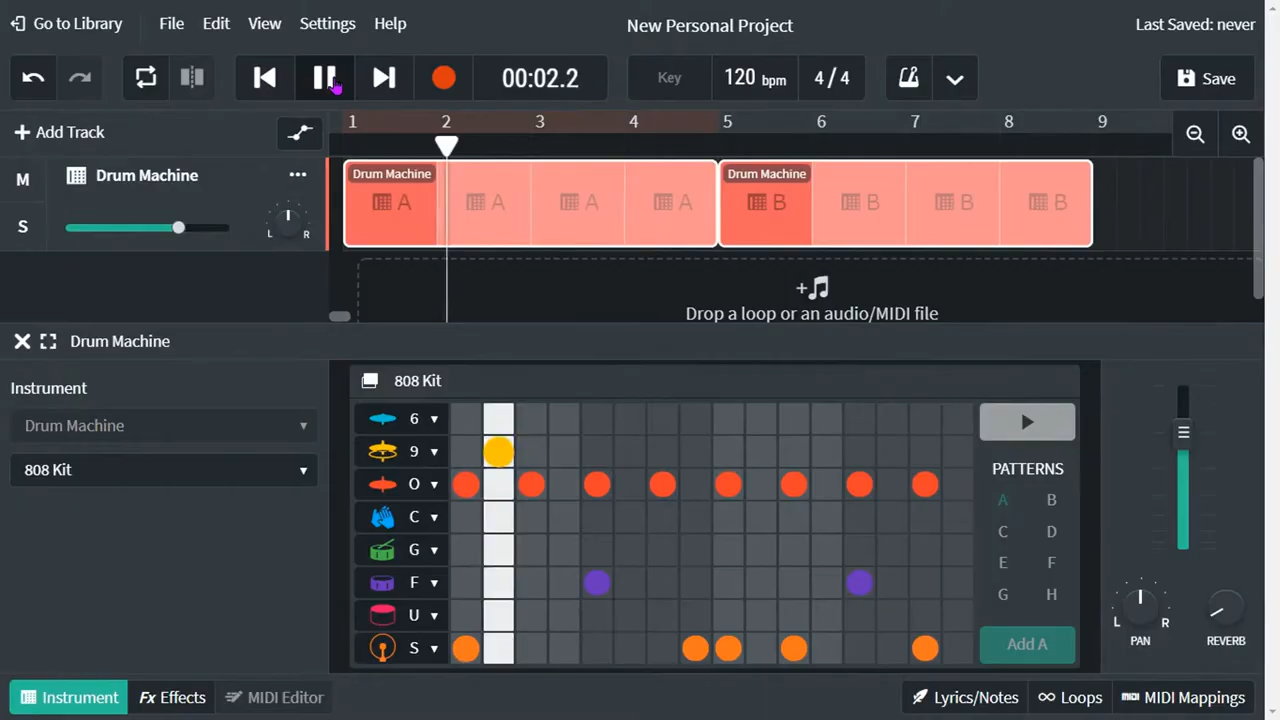 Go to Library File Edit View Settings Help New Personal Project Last Saved: never
00:02.2 Key 120 bpm 4 / 4 Save
+ Add Track 1 2 3 4 5 6 7 8 9
M Drum Machine Drum Machine Drum Machine
A A A A B B B B
S L R
Drop a loop or an audio/MIDI file
Drum Machine
Instrument 808 Kit
Drum Machine 6
9
808 Kit O PATTERNS
C A B
G C D
F E F
U G H
S Add A
L R
PAN REVERB
Instrument Fx Effects MIDI Editor Lyrics/Notes Loops MIDI MIDI Mappings